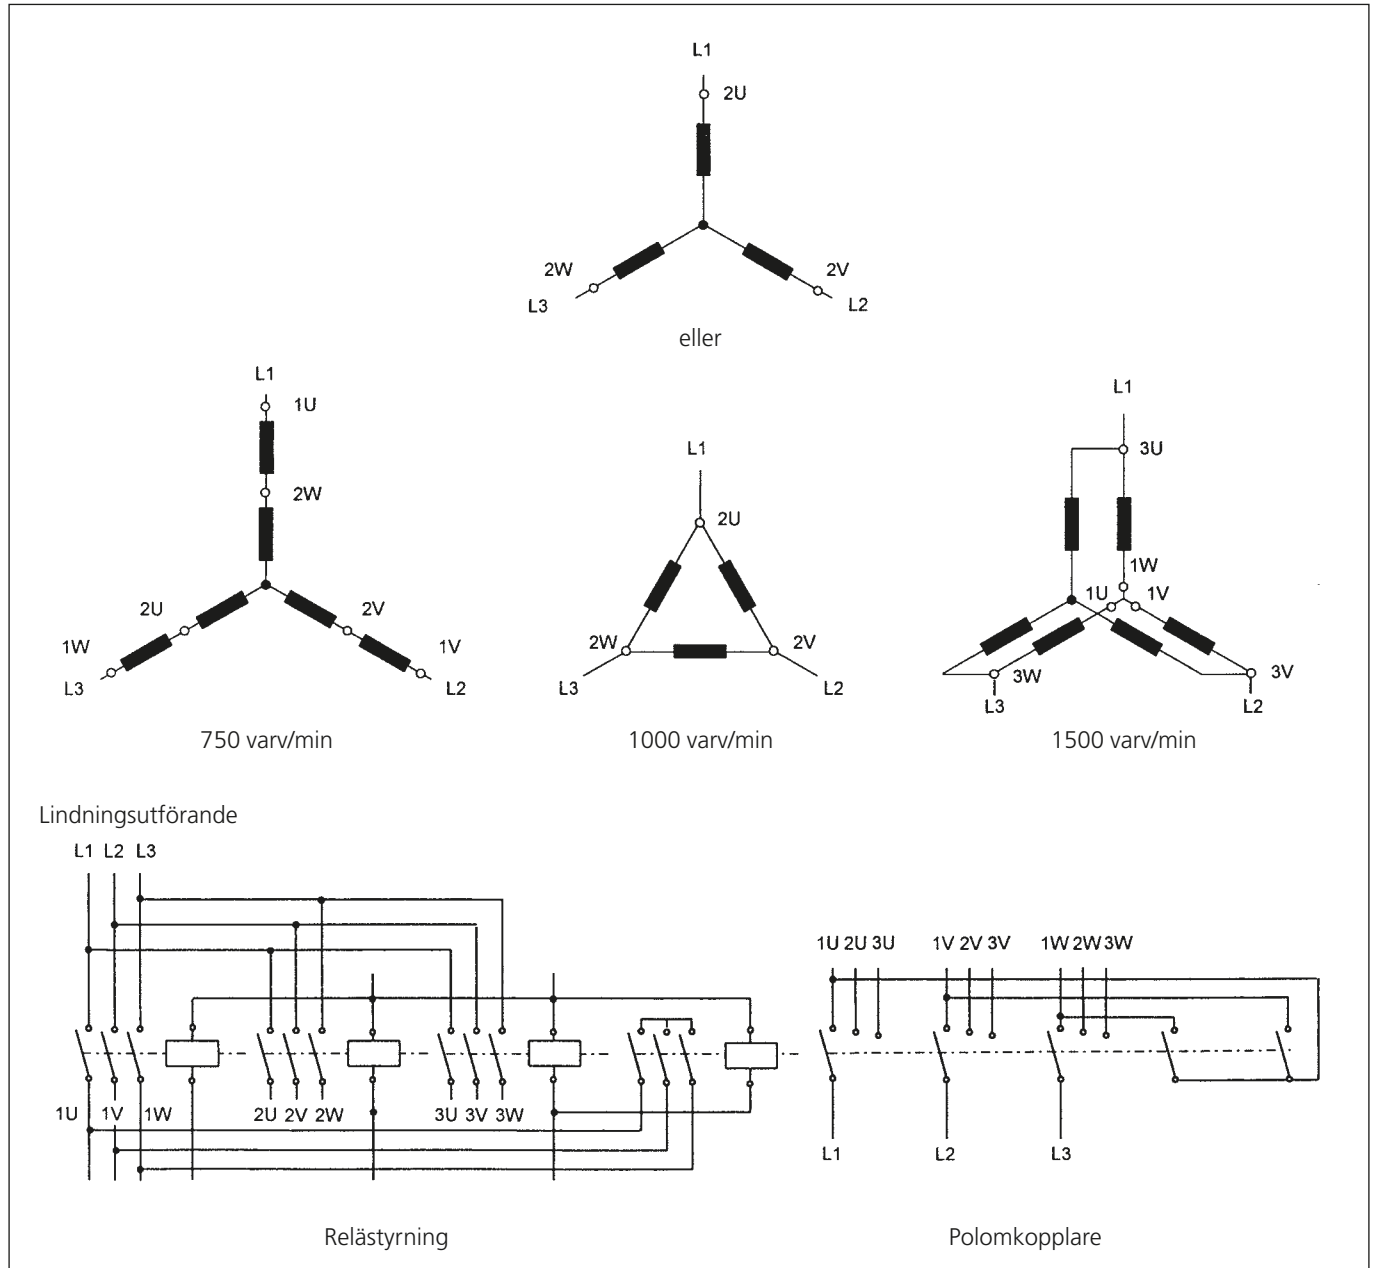 L1
2U
2W
2V
L3
L2
eller
L1
1U
2W
2U
2V
1W
1V
L3
L2
750 varv/min
L1
2U
2W
2V
L3
L2
1000 varv/min
L1
3U
1W
1U
1V
3W
3V
L3
L2
1500 varv/min
Lindningsutförande
L1 L2 L3
1U 1V 1W
2U 2V 2W
3U 3V 3W
Relästyrning
1U 2U 3U
1V 2V 3V
1W 2W 3W
L1
L2
L3
Polomkopplare